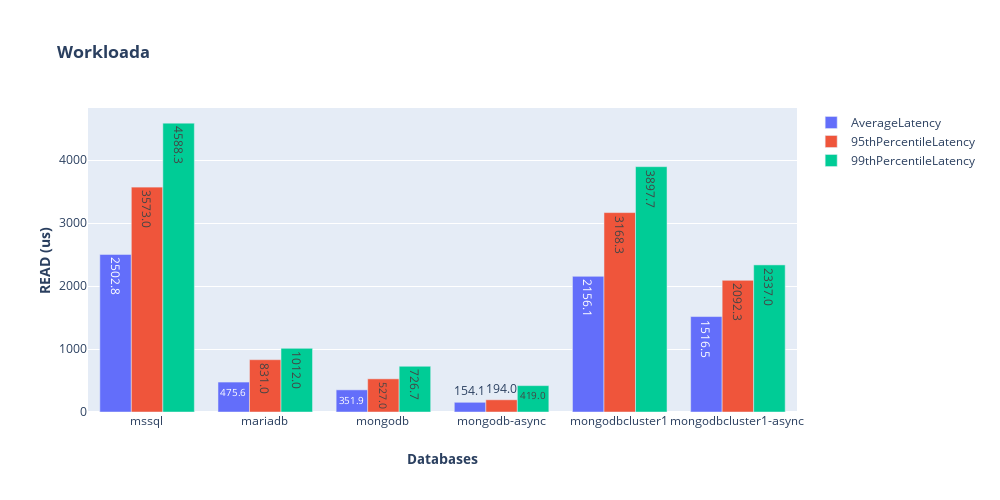 Workloada
AverageLatency
95thPercentileLatency
99thPercentileLatency
READ (us)
4000
3000
2000
1000
0
2502.8
3573.0
4588.3
475.6
831.0
1012.0
351.9
527.0
726.7
154.1
194.0
419.0
2156.1
3168.3
3897.7
1516.5
2092.3
2337.0
mssql
mariadb
mongodb
mongodb-async
mongodbcluster1
mongodbcluster1-async
Databases